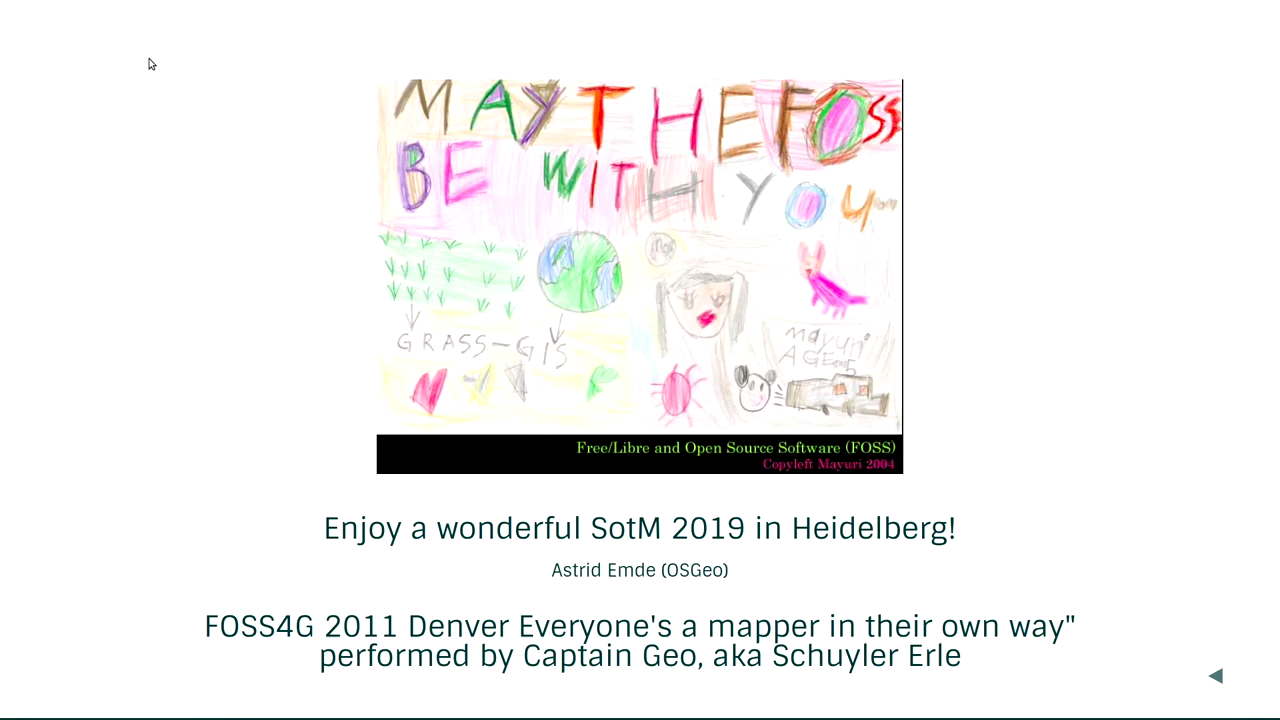 MAY THE FOSS
BE WITH YOU
GRASS-GIS
mayuri
AGE
Free/Libre and Open Source Software (FOSS)
Copyleft Mayuri 2004
Enjoy a wonderful SotM 2019 in Heidelberg!
Astrid Emde (OSGeo)
FOSS4G 2011 Denver Everyone's a mapper in their own way"
performed by Captain Geo, aka Schuyler Erle